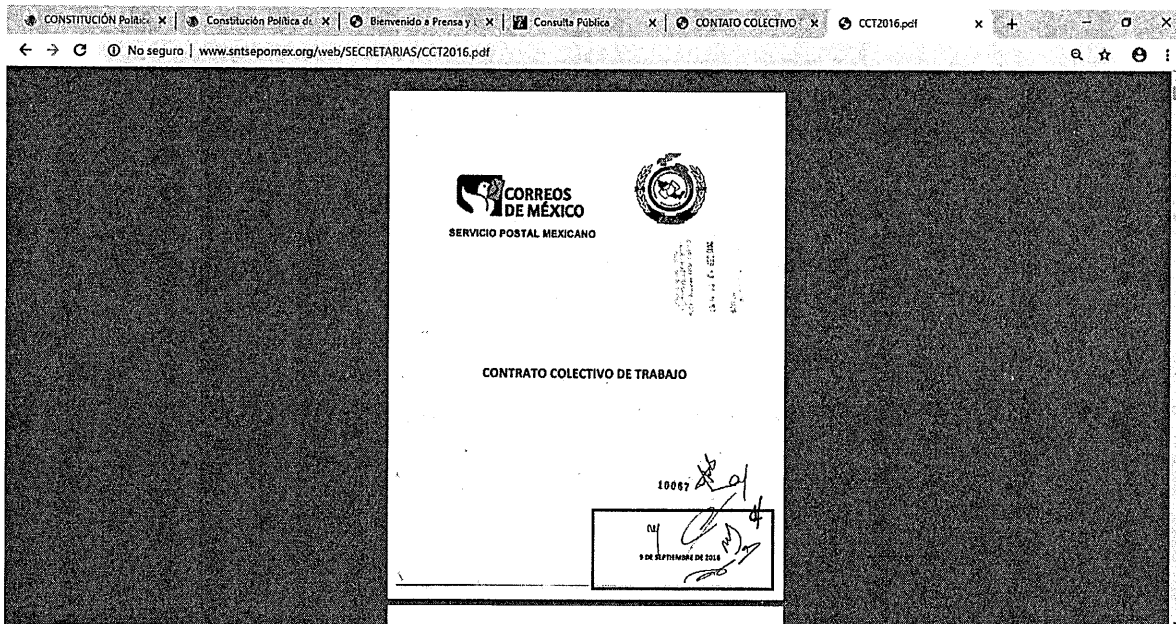 CONSTITUCIÓN Polític
Constitución Política de
Bienvenido a Prensa y
Consulta Pública
CONTATO COLECTIVO
CCT2016.pdf
No seguro | www.sntsepomex.org/web/SECRETARIAS/CCT2016.pdf
CORREOS
DE MÉXICO
SERVICIO POSTAL MEXICANO
CONTRATO COLECTIVO DE TRABAJO
10067
9 DE SEPTIEMBRE DE 2016